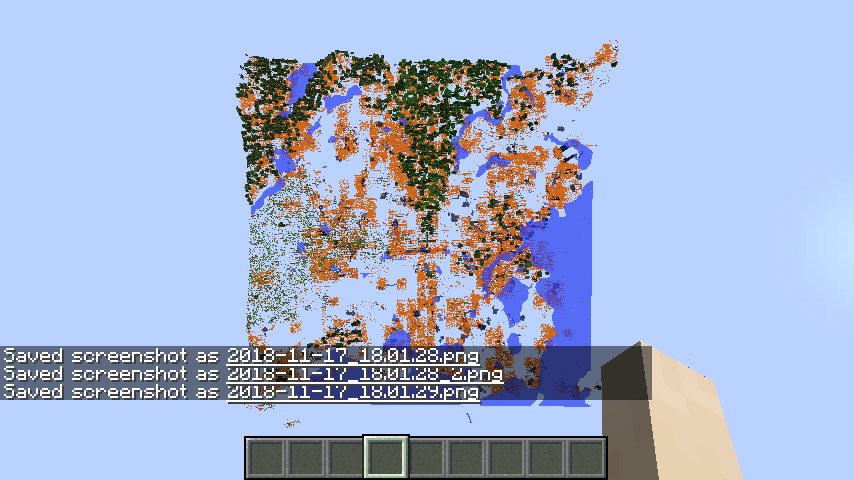 Saved screenshot as 2018-11-17_18.01.28.png
Saved screenshot as 2018-11-17_18.01.28_2.png
Saved screenshot as 2018-11-17_18.01.29.png